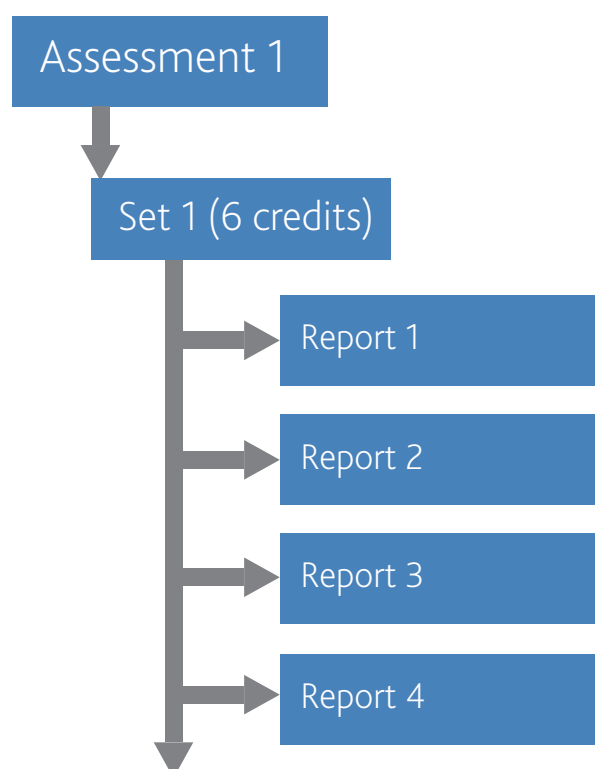 Assessment 1
Set 1 (6 credits)
Report 1
Report 2
Report 3
Report 4